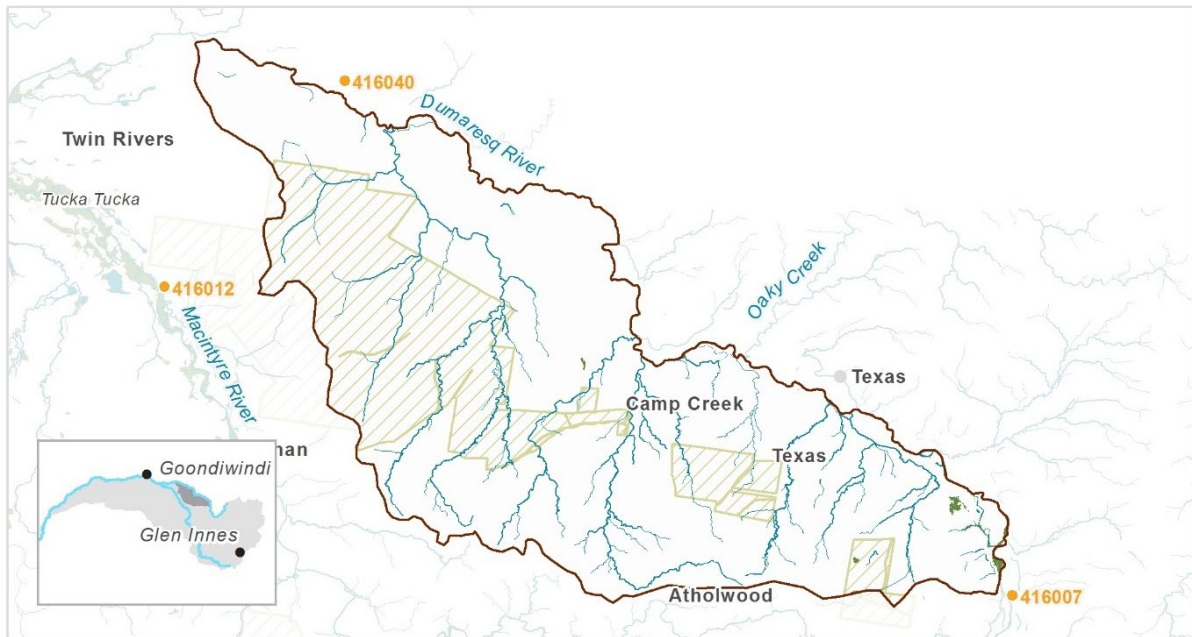 416040
Dumaresq River
Twin Rivers
Tucka Tucka
416012
Macintyre River
Oaky Creek
Texas
Camp Creek
Texas
nan
Goondiwindi
Glen Innes
Atholwood
416007